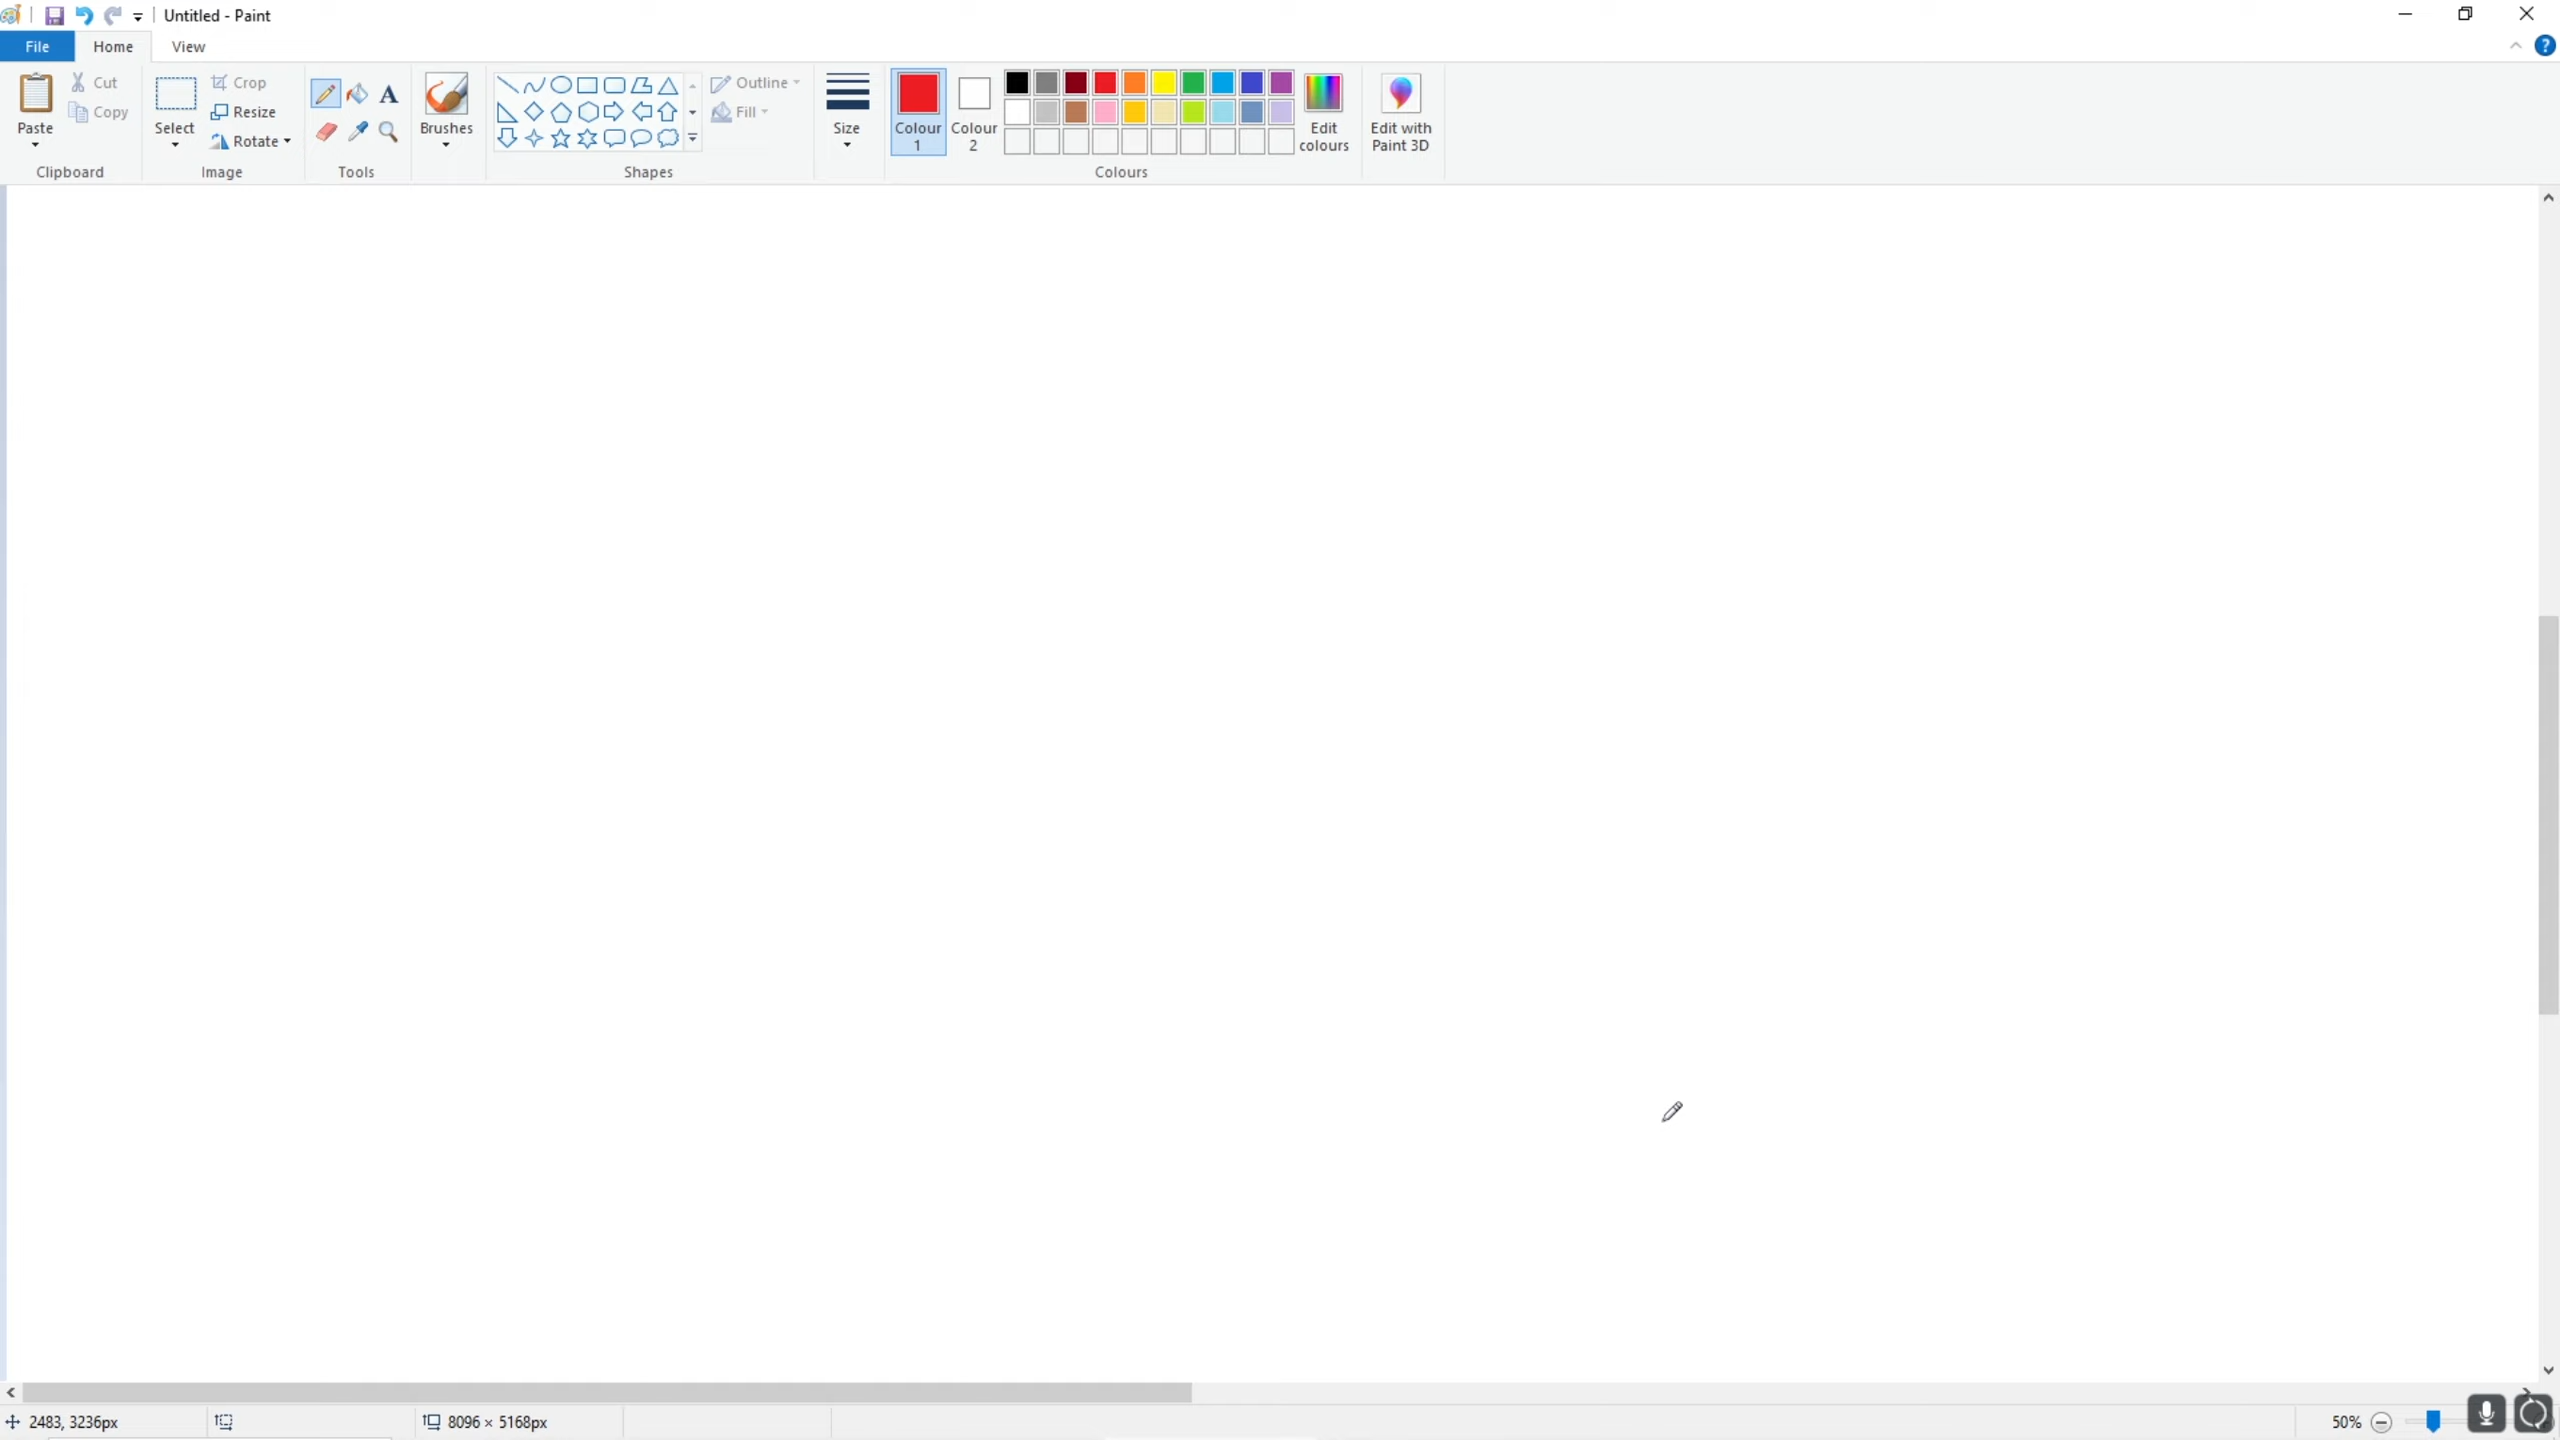 Untitled - Paint
File Home View
Paste Cut Copy Clipboard
Select Crop Resize Rotate Image
Tools
Brushes
Shapes Outline Fill
Size
Colour 1 Colour 2 Edit colours Colours
Edit with Paint 3D
2483, 3236px 8096 × 5168px 50%